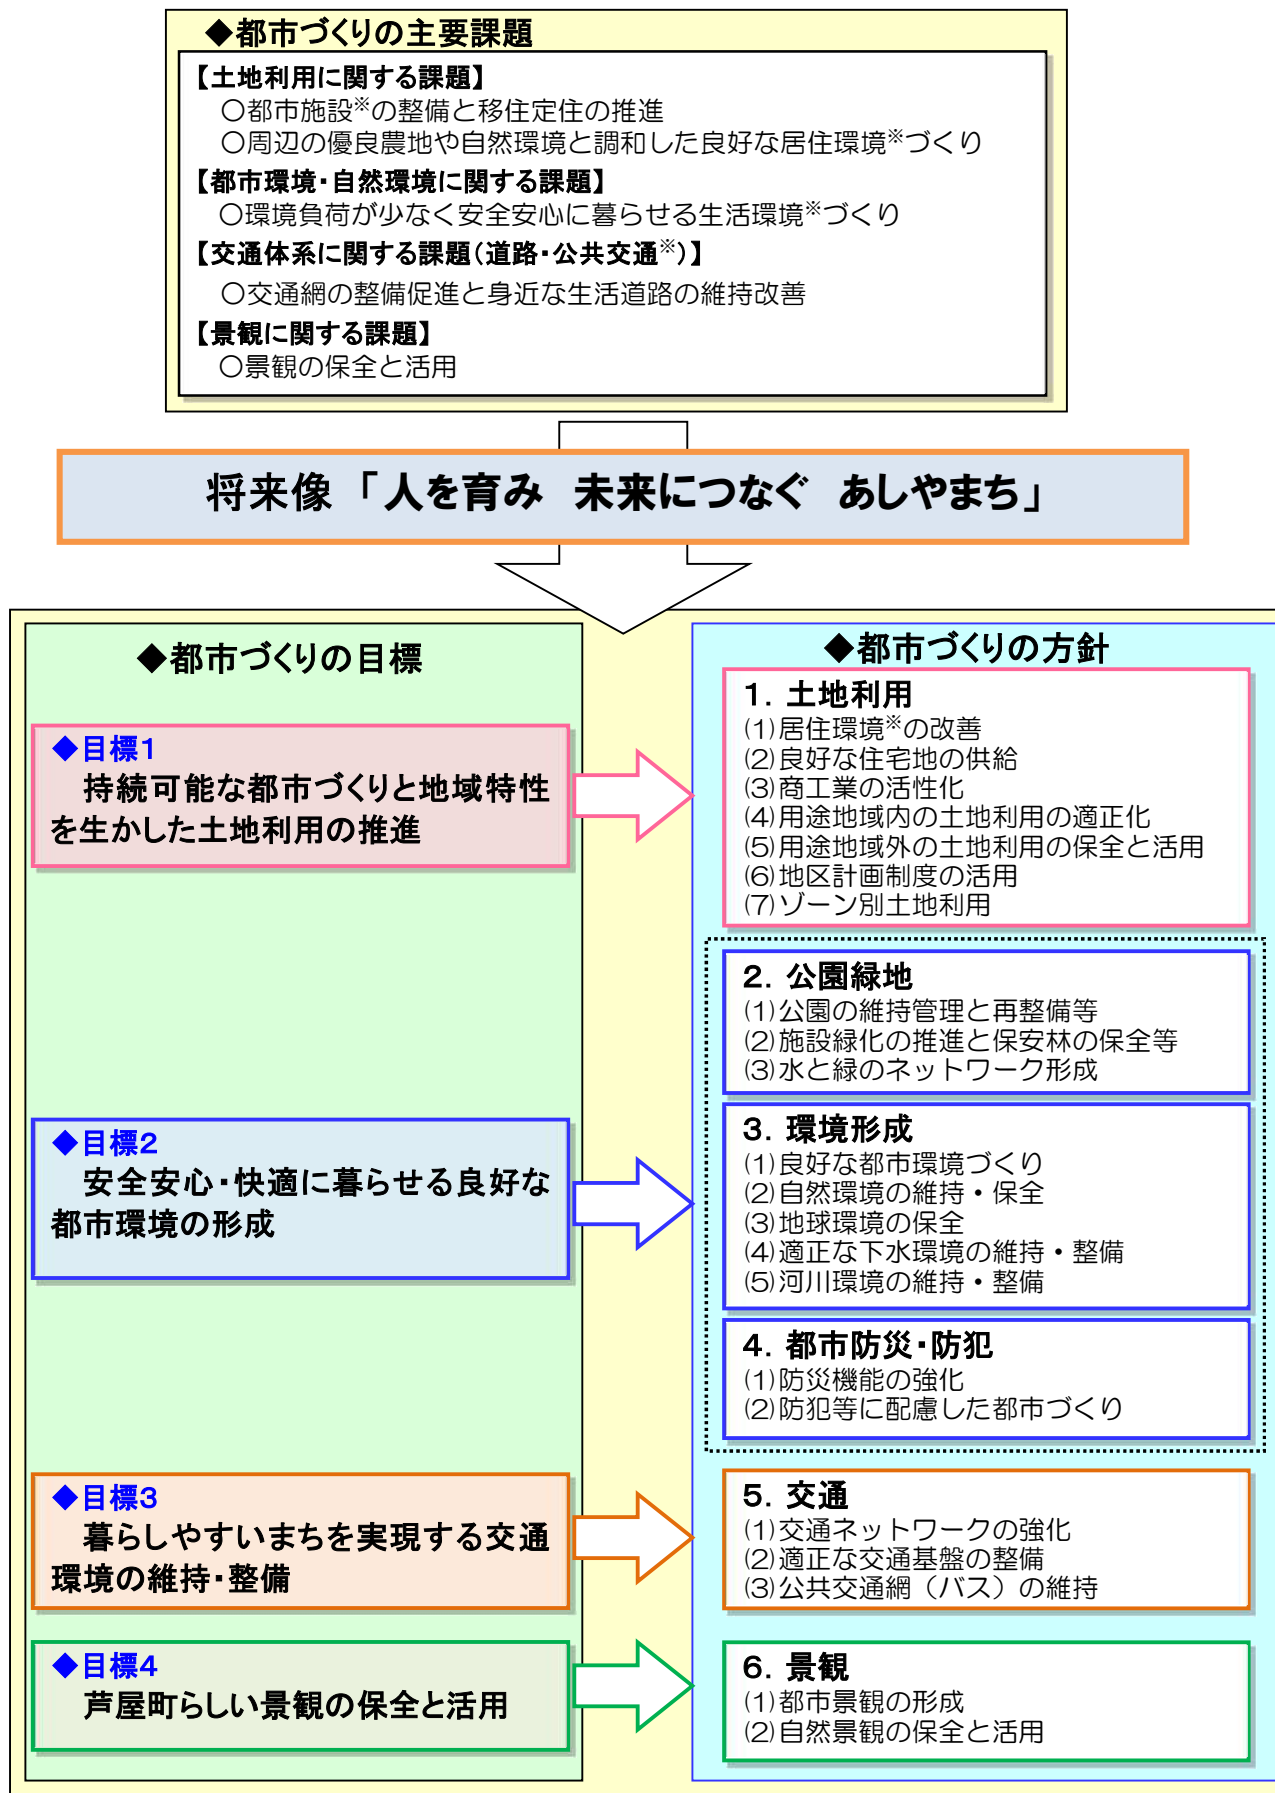 ◆都市づくりの主要課題
【土地利用に関する課題】
○都市施設※の整備と移住定住の推進
○周辺の優良農地や自然環境と調和した良好な居住環境※づくり
【都市環境・自然環境に関する課題】
○環境負荷が少なく安全安心に暮らせる生活環境※づくり
【交通体系に関する課題（道路・公共交通※）】
○交通網の整備促進と身近な生活道路の維持改善
【景観に関する課題】
○景観の保全と活用
将来像「人を育み　未来につなぐ　あしやまち」
◆都市づくりの目標
◆目標1
持続可能な都市づくりと地域特性
を生かした土地利用の推進
◆目標2
安全安心・快適に暮らせる良好な
都市環境の形成
◆目標3
暮らしやすいまちを実現する交通
環境の維持・整備
◆目標4
芦屋町らしい景観の保全と活用
◆都市づくりの方針
1．土地利用
(1)居住環境※の改善
(2)良好な住宅地の供給
(3)商工業の活性化
(4)用途地域内の土地利用の適正化
(5)用途地域外の土地利用の保全と活用
(6)地区計画制度の活用
(7)ゾーン別土地利用
2．公園緑地
(1)公園の維持管理と再整備等
(2)施設緑化の推進と保安林の保全等
(3)水と緑のネットワーク形成
3．環境形成
(1)良好な都市環境づくり
(2)自然環境の維持・保全
(3)地球環境の保全
(4)適正な下水環境の維持・整備
(5)河川環境の維持・整備
4．都市防災・防犯
(1)防災機能の強化
(2)防犯等に配慮した都市づくり
5．交通
(1)交通ネットワークの強化
(2)適正な交通基盤の整備
(3)公共交通網（バス）の維持
6．景観
(1)都市景観の形成
(2)自然景観の保全と活用